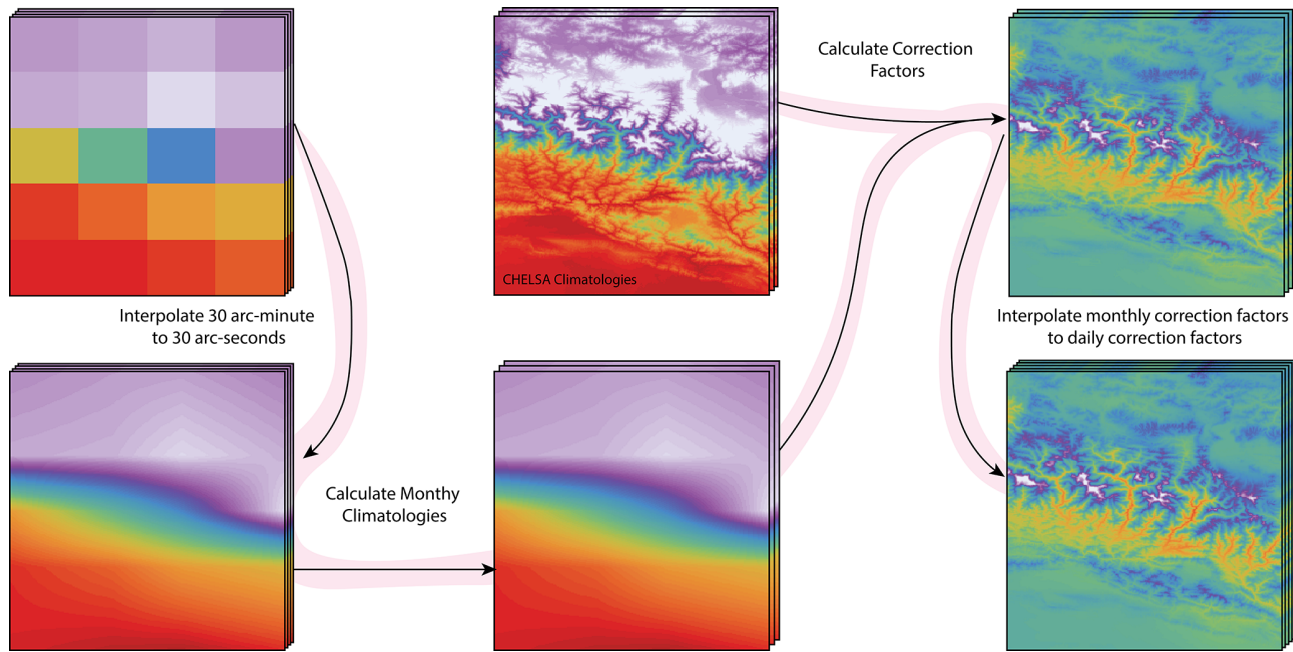 Calculate Correction
Factors
CHELSA Climatologies
Interpolate 30 arc-minute
to 30 arc-seconds
Interpolate monthly correction factors
to daily correction factors
Calculate Monthy
Climatologies